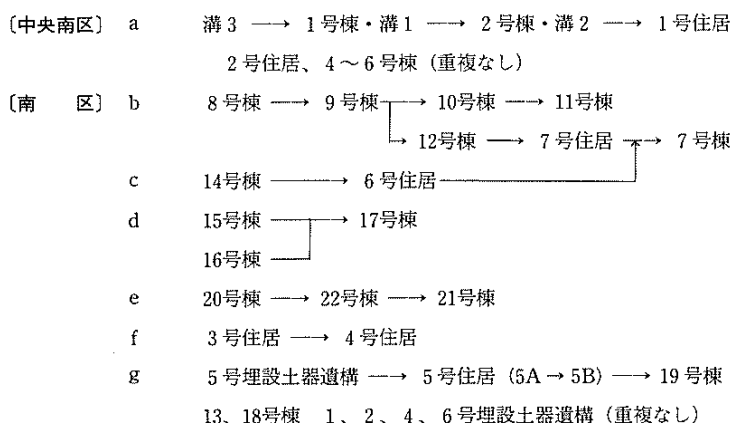 〔中央南区〕 a 溝3 ⟶ 1号棟・溝1 ⟶ 2号棟・溝2 ⟶ 1号住居
2号住居、4～6号棟（重複なし）
〔南　　区〕 b 8号棟 ⟶ 9号棟 ⟶ 10号棟 ⟶ 11号棟
→ 12号棟 ⟶ 7号住居 ⟶ 7号棟
c 14号棟 ⟶ 6号住居
d 15号棟 ⟶ 17号棟
16号棟
e 20号棟 ⟶ 22号棟 ⟶ 21号棟
f 3号住居 ⟶ 4号住居
g 5号埋設土器遺構 ⟶ 5号住居（5A→5B） ⟶ 19号棟
13、18号棟　1、2、4、6号埋設土器遺構（重複なし）